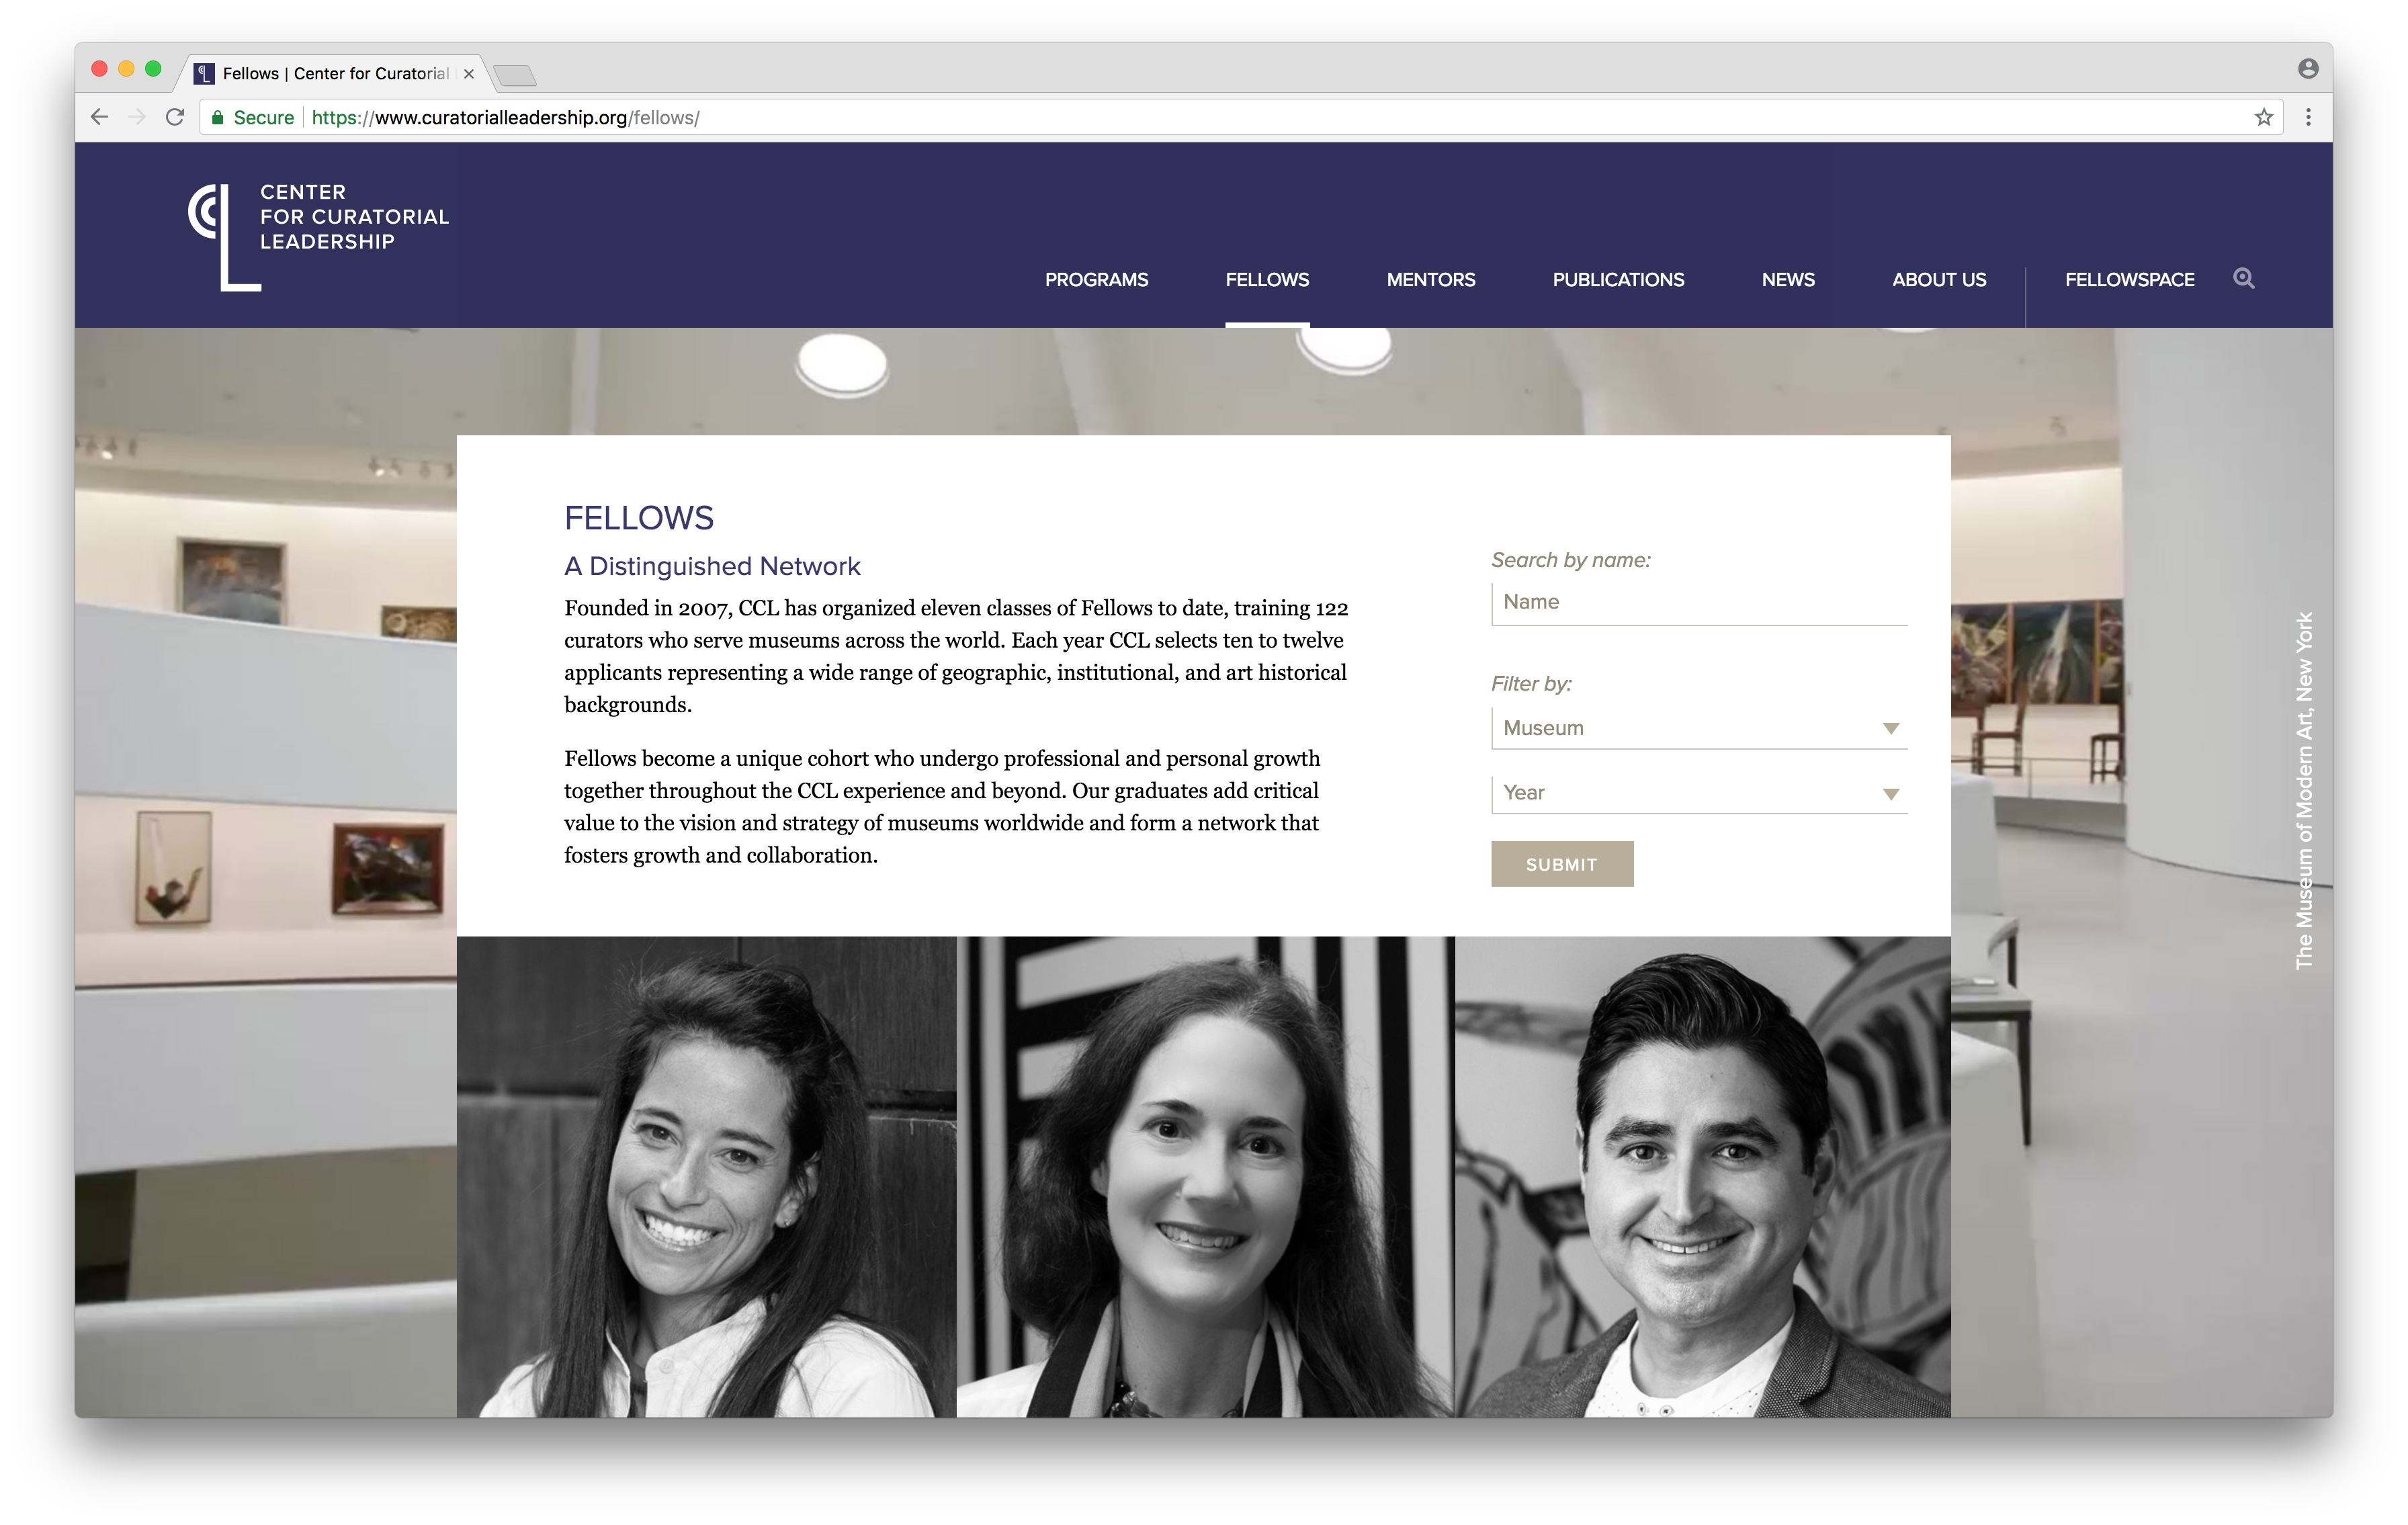 Fellows | Center for Curatorial
Secure https://www.curatorialleadership.org/fellows/
CENTER
FOR CURATORIAL
LEADERSHIP
PROGRAMS FELLOWS MENTORS PUBLICATIONS NEWS ABOUT US FELLOWSPACE
FELLOWS
A Distinguished Network
Founded in 2007, CCL has organized eleven classes of Fellows to date, training 122
curators who serve museums across the world. Each year CCL selects ten to twelve
applicants representing a wide range of geographic, institutional, and art historical
backgrounds.
Fellows become a unique cohort who undergo professional and personal growth
together throughout the CCL experience and beyond. Our graduates add critical
value to the vision and strategy of museums worldwide and form a network that
fosters growth and collaboration.
Search by name:
Name
Filter by:
Museum
Year
SUBMIT
The Museum of Modern Art, New York